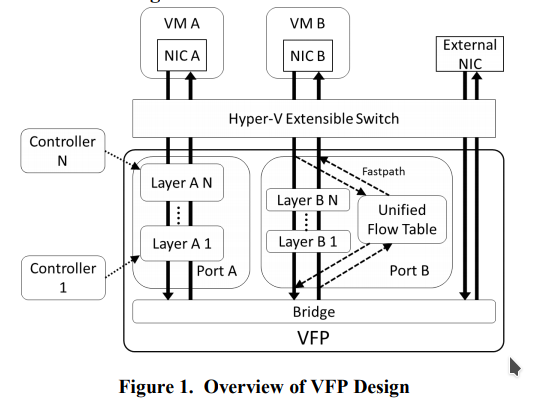 VM A
VM B
NIC A
NIC B
External
NIC
Hyper-V Extensible Switch
Controller
N
Layer A N
Layer A 1
Port A
Controller
1
Fastpath
Layer B N
Layer B 1
Unified
Flow Table
Port B
Bridge
VFP
Figure 1. Overview of VFP Design